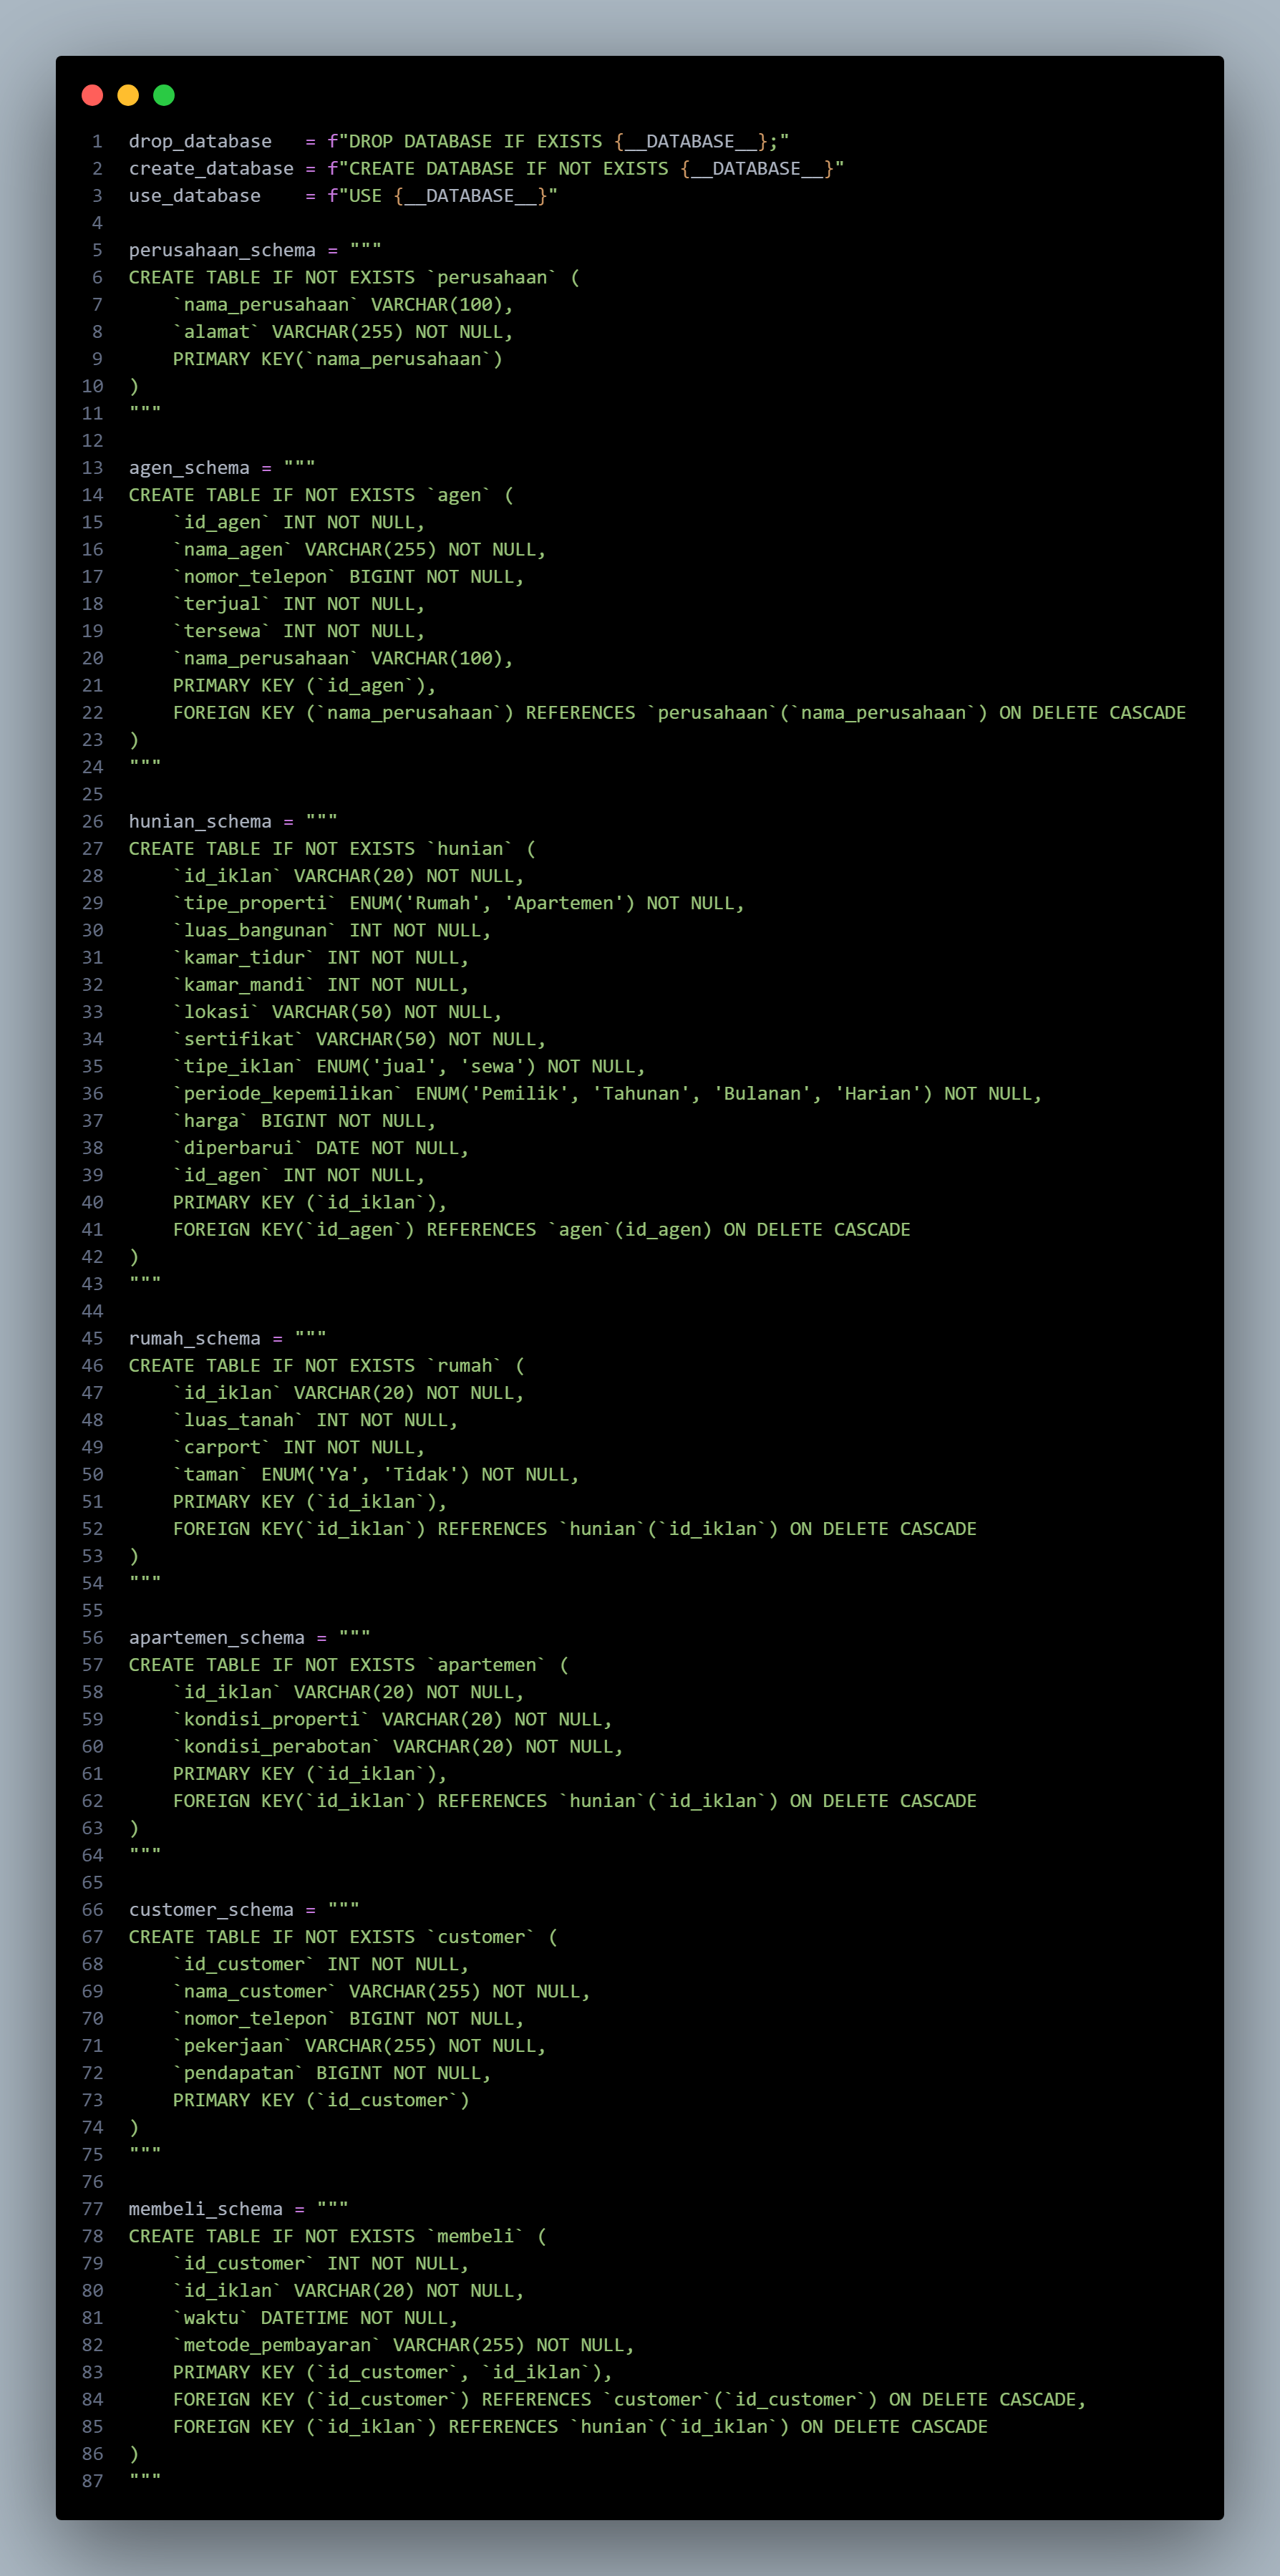 1 drop_database   = f"DROP DATABASE IF EXISTS {__DATABASE__};"
2 create_database = f"CREATE DATABASE IF NOT EXISTS {__DATABASE__}"
3 use_database    = f"USE {__DATABASE__}"
4
5 perusahaan_schema = """
6 CREATE TABLE IF NOT EXISTS `perusahaan` (
7     `nama_perusahaan` VARCHAR(100),
8     `alamat` VARCHAR(255) NOT NULL,
9     PRIMARY KEY(`nama_perusahaan`)
10 )
11 """
12
13 agen_schema = """
14 CREATE TABLE IF NOT EXISTS `agen` (
15     `id_agen` INT NOT NULL,
16     `nama_agen` VARCHAR(255) NOT NULL,
17     `nomor_telepon` BIGINT NOT NULL,
18     `terjual` INT NOT NULL,
19     `tersewa` INT NOT NULL,
20     `nama_perusahaan` VARCHAR(100),
21     PRIMARY KEY (`id_agen`),
22     FOREIGN KEY (`nama_perusahaan`) REFERENCES `perusahaan`(`nama_perusahaan`) ON DELETE CASCADE
23 )
24 """
25
26 hunian_schema = """
27 CREATE TABLE IF NOT EXISTS `hunian` (
28     `id_iklan` VARCHAR(20) NOT NULL,
29     `tipe_properti` ENUM('Rumah', 'Apartemen') NOT NULL,
30     `luas_bangunan` INT NOT NULL,
31     `kamar_tidur` INT NOT NULL,
32     `kamar_mandi` INT NOT NULL,
33     `lokasi` VARCHAR(50) NOT NULL,
34     `sertifikat` VARCHAR(50) NOT NULL,
35     `tipe_iklan` ENUM('jual', 'sewa') NOT NULL,
36     `periode_kepemilikan` ENUM('Pemilik', 'Tahunan', 'Bulanan', 'Harian') NOT NULL,
37     `harga` BIGINT NOT NULL,
38     `diperbarui` DATE NOT NULL,
39     `id_agen` INT NOT NULL,
40     PRIMARY KEY (`id_iklan`),
41     FOREIGN KEY(`id_agen`) REFERENCES `agen`(id_agen) ON DELETE CASCADE
42 )
43 """
44
45 rumah_schema = """
46 CREATE TABLE IF NOT EXISTS `rumah` (
47     `id_iklan` VARCHAR(20) NOT NULL,
48     `luas_tanah` INT NOT NULL,
49     `carport` INT NOT NULL,
50     `taman` ENUM('Ya', 'Tidak') NOT NULL,
51     PRIMARY KEY (`id_iklan`),
52     FOREIGN KEY(`id_iklan`) REFERENCES `hunian`(`id_iklan`) ON DELETE CASCADE
53 )
54 """
55
56 apartemen_schema = """
57 CREATE TABLE IF NOT EXISTS `apartemen` (
58     `id_iklan` VARCHAR(20) NOT NULL,
59     `kondisi_properti` VARCHAR(20) NOT NULL,
60     `kondisi_perabotan` VARCHAR(20) NOT NULL,
61     PRIMARY KEY (`id_iklan`),
62     FOREIGN KEY(`id_iklan`) REFERENCES `hunian`(`id_iklan`) ON DELETE CASCADE
63 )
64 """
65
66 customer_schema = """
67 CREATE TABLE IF NOT EXISTS `customer` (
68     `id_customer` INT NOT NULL,
69     `nama_customer` VARCHAR(255) NOT NULL,
70     `nomor_telepon` BIGINT NOT NULL,
71     `pekerjaan` VARCHAR(255) NOT NULL,
72     `pendapatan` BIGINT NOT NULL,
73     PRIMARY KEY (`id_customer`)
74 )
75 """
76
77 membeli_schema = """
78 CREATE TABLE IF NOT EXISTS `membeli` (
79     `id_customer` INT NOT NULL,
80     `id_iklan` VARCHAR(20) NOT NULL,
81     `waktu` DATETIME NOT NULL,
82     `metode_pembayaran` VARCHAR(255) NOT NULL,
83     PRIMARY KEY (`id_customer`, `id_iklan`),
84     FOREIGN KEY (`id_customer`) REFERENCES `customer`(`id_customer`) ON DELETE CASCADE,
85     FOREIGN KEY (`id_iklan`) REFERENCES `hunian`(`id_iklan`) ON DELETE CASCADE
86 )
87 """